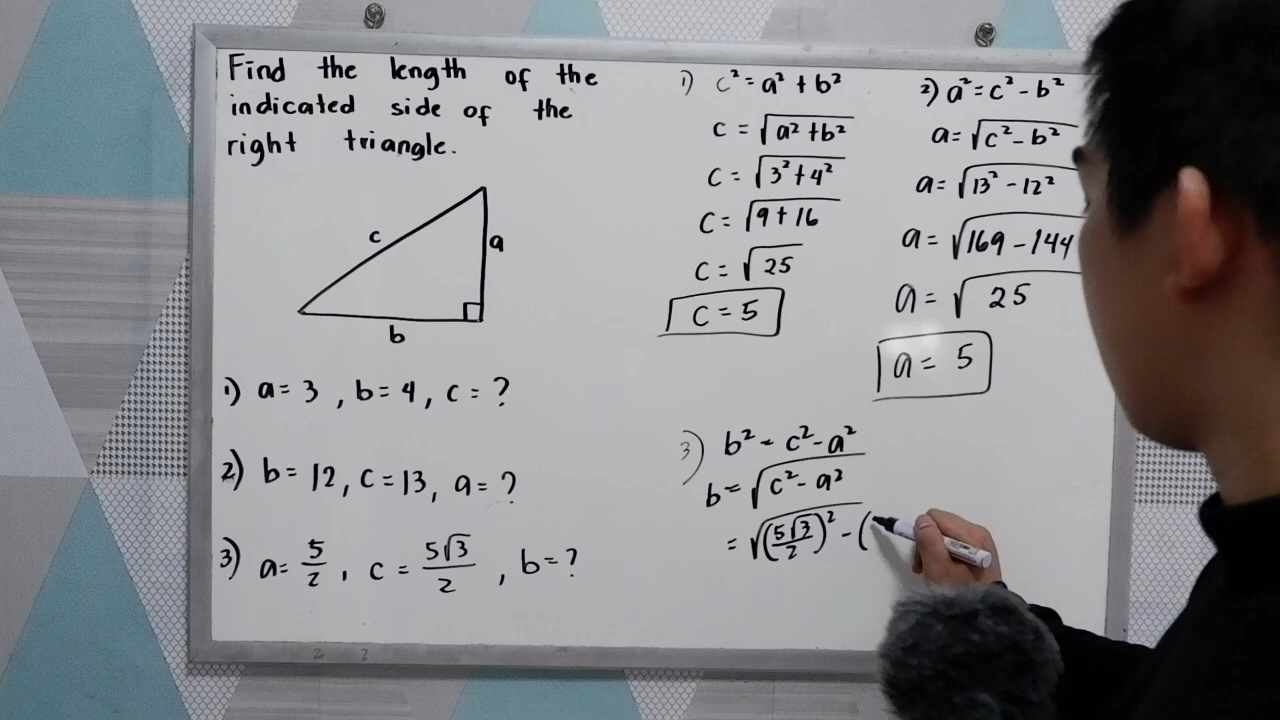 Find the length of the
indicated side of the
right triangle.
c
a
b
1) a = 3 , b = 4 , c = ?
2) b = 12, c = 13, a = ?
3) a = 5/2 , c = 5√3/2 , b = ?
1) c² = a² + b²
c = √a² + b²
c = √3² + 4²
c = √9 + 16
c = √25
c = 5
2) a² = c² - b²
a = √c² - b²
a = √13² - 12²
a = √169 - 144
a = √25
a = 5
3) b² = c² - a²
b = √c² - a²
= √(5√3/2)² - (